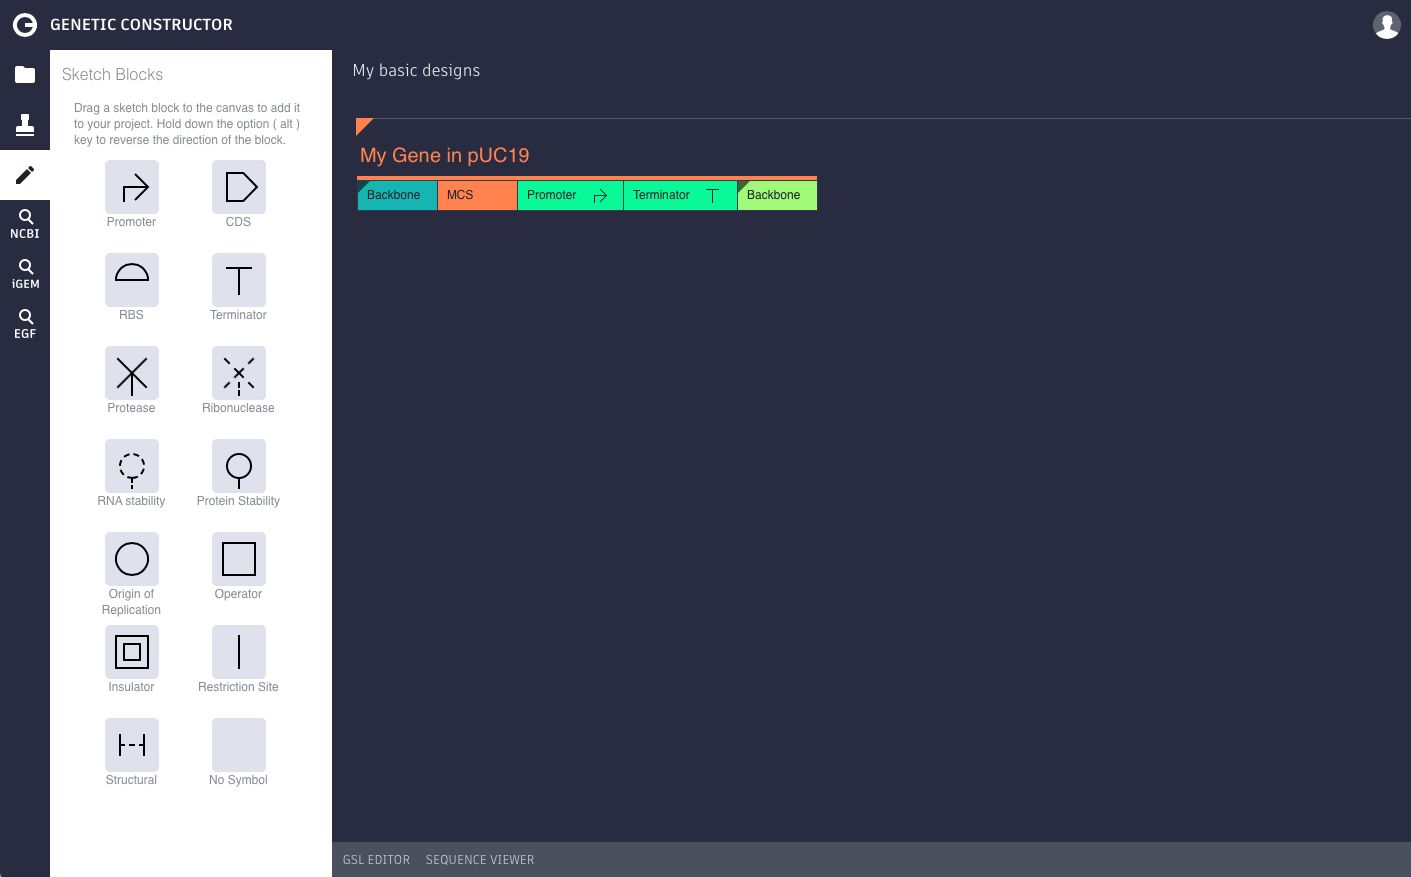 GENETIC CONSTRUCTOR
NCBI
iGEM
EGF
Sketch Blocks
Drag a sketch block to the canvas to add it
to your project. Hold down the option ( alt )
key to reverse the direction of the block.
Promoter
CDS
RBS
Terminator
Protease
Ribonuclease
RNA stability
Protein Stability
Origin of
Replication
Operator
Insulator
Restriction Site
Structural
No Symbol
My basic designs
My Gene in pUC19
Backbone
MCS
Promoter
Terminator
Backbone
GSL EDITOR
SEQUENCE VIEWER